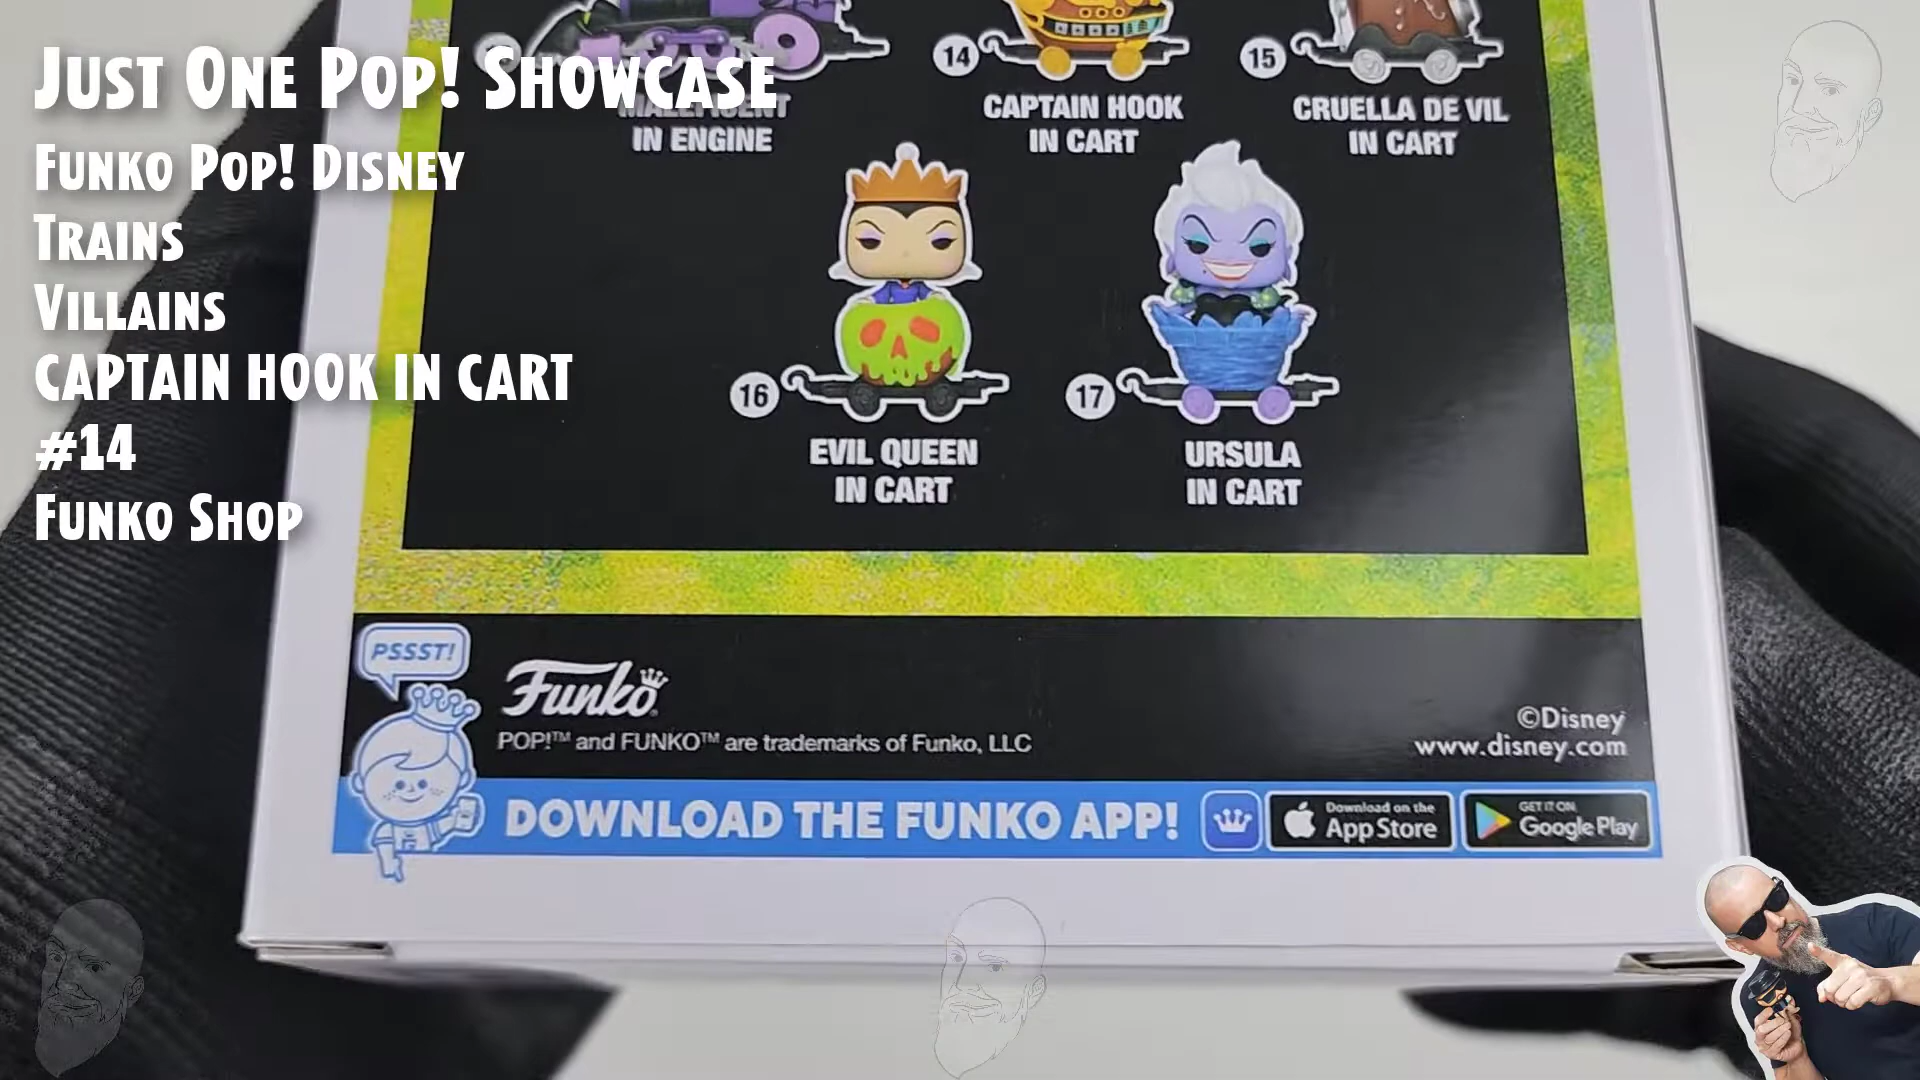 Just One Pop! Showcase
Funko Pop! Disney
Trains
Villains
CAPTAIN HOOK IN CART
#14
Funko Shop
MALEFICENT
IN ENGINE
14
CAPTAIN HOOK
IN CART
15
CRUELLA DE VIL
IN CART
16
EVIL QUEEN
IN CART
17
URSULA
IN CART
PSSST!
Funko
POP!™ and FUNKO™ are trademarks of Funko, LLC
©Disney
www.disney.com
DOWNLOAD THE FUNKO APP!
Download on the
App Store
GET IT ON
Google Play